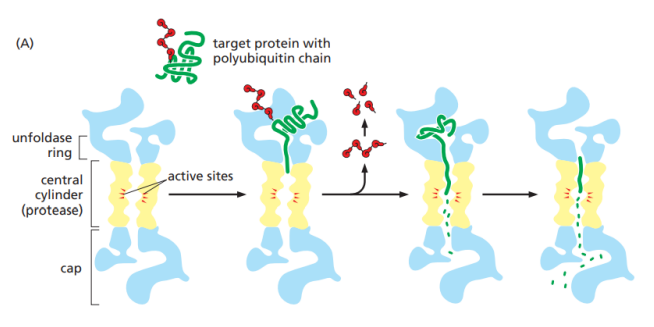 (A)
target protein with
polyubiquitin chain
unfoldase
ring
active sites
central
cylinder
(protease)
cap